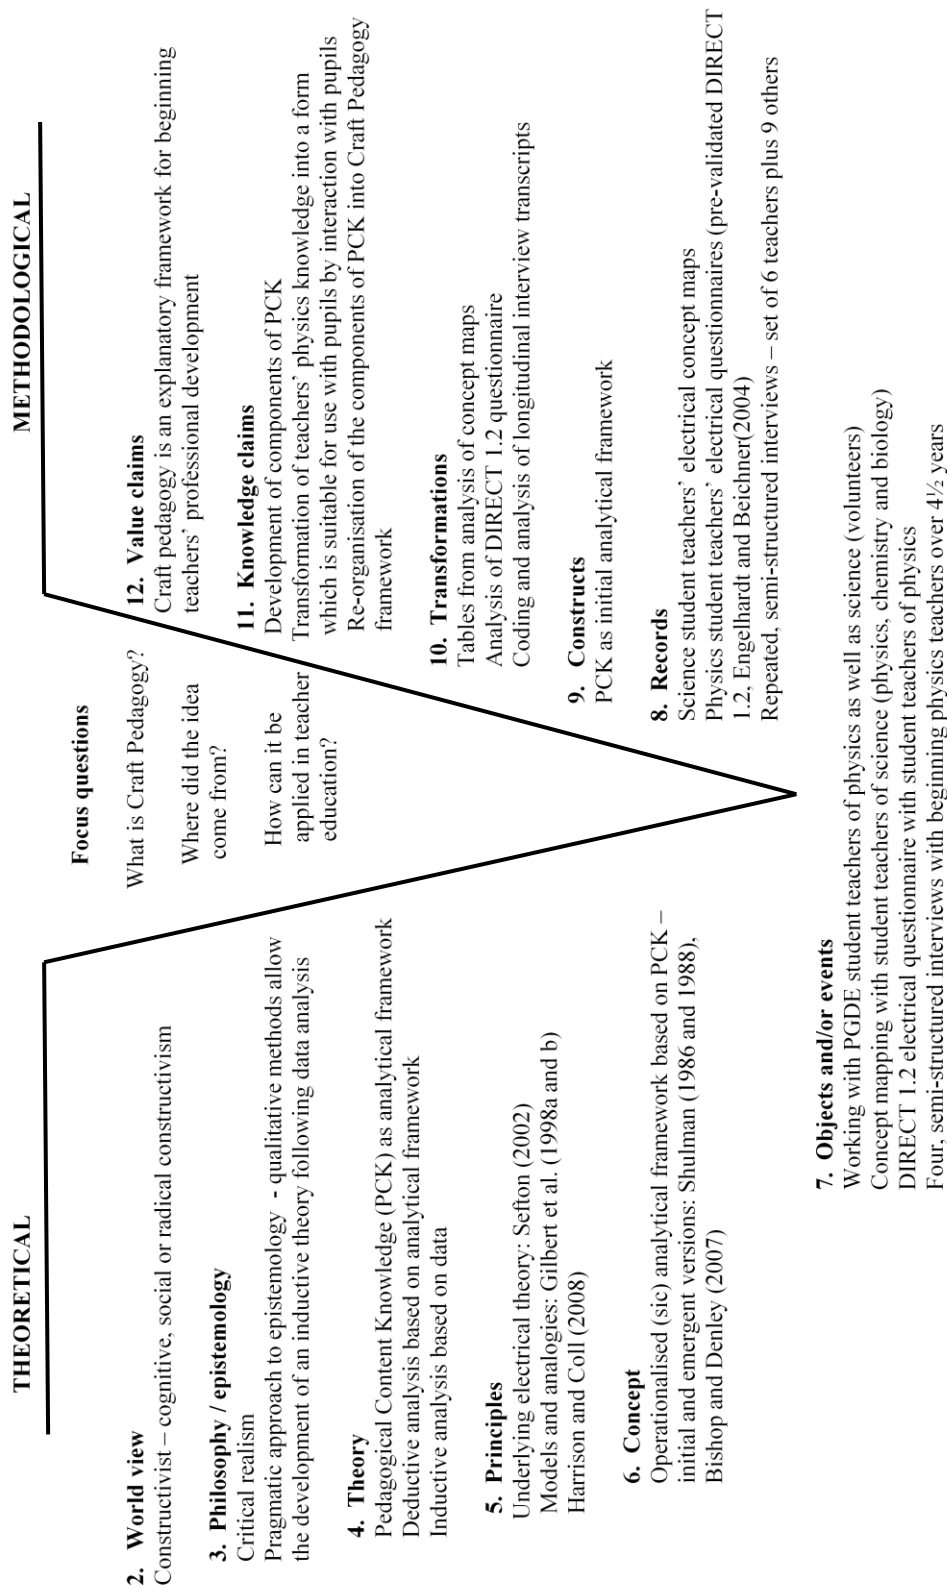 THEORETICAL
METHODOLOGICAL
Focus questions
What is Craft Pedagogy?
Where did the idea
come from?
How can it be
applied in teacher
education?
2. World view
Constructivist – cognitive, social or radical constructivism
3. Philosophy / epistemology
Critical realism
Pragmatic approach to epistemology - qualitative methods allow
the development of an inductive theory following data analysis
4. Theory
Pedagogical Content Knowledge (PCK) as analytical framework
Deductive analysis based on analytical framework
Inductive analysis based on data
5. Principles
Underlying electrical theory: Sefton (2002)
Models and analogies: Gilbert et al. (1998a and b)
Harrison and Coll (2008)
6. Concept
Operationalised (sic) analytical framework based on PCK –
initial and emergent versions: Shulman (1986 and 1988),
Bishop and Denley (2007)
12. Value claims
Craft pedagogy is an explanatory framework for beginning
teachers’ professional development
11. Knowledge claims
Development of components of PCK
Transformation of teachers’ physics knowledge into a form
which is suitable for use with pupils by interaction with pupils
Re-organisation of the components of PCK into Craft Pedagogy
framework
10. Transformations
Tables from analysis of concept maps
Analysis of DIRECT 1.2 questionnaire
Coding and analysis of longitudinal interview transcripts
9. Constructs
PCK as initial analytical framework
8. Records
Science student teachers’ electrical concept maps
Physics student teachers’ electrical questionnaires (pre-validated DIRECT
1.2, Engelhardt and Beichner(2004)
Repeated, semi-structured interviews – set of 6 teachers plus 9 others
7. Objects and/or events
Working with PGDE student teachers of physics as well as science (volunteers)
Concept mapping with student teachers of science (physics, chemistry and biology)
DIRECT 1.2 electrical questionnaire with student teachers of physics
Four, semi-structured interviews with beginning physics teachers over 4½ years